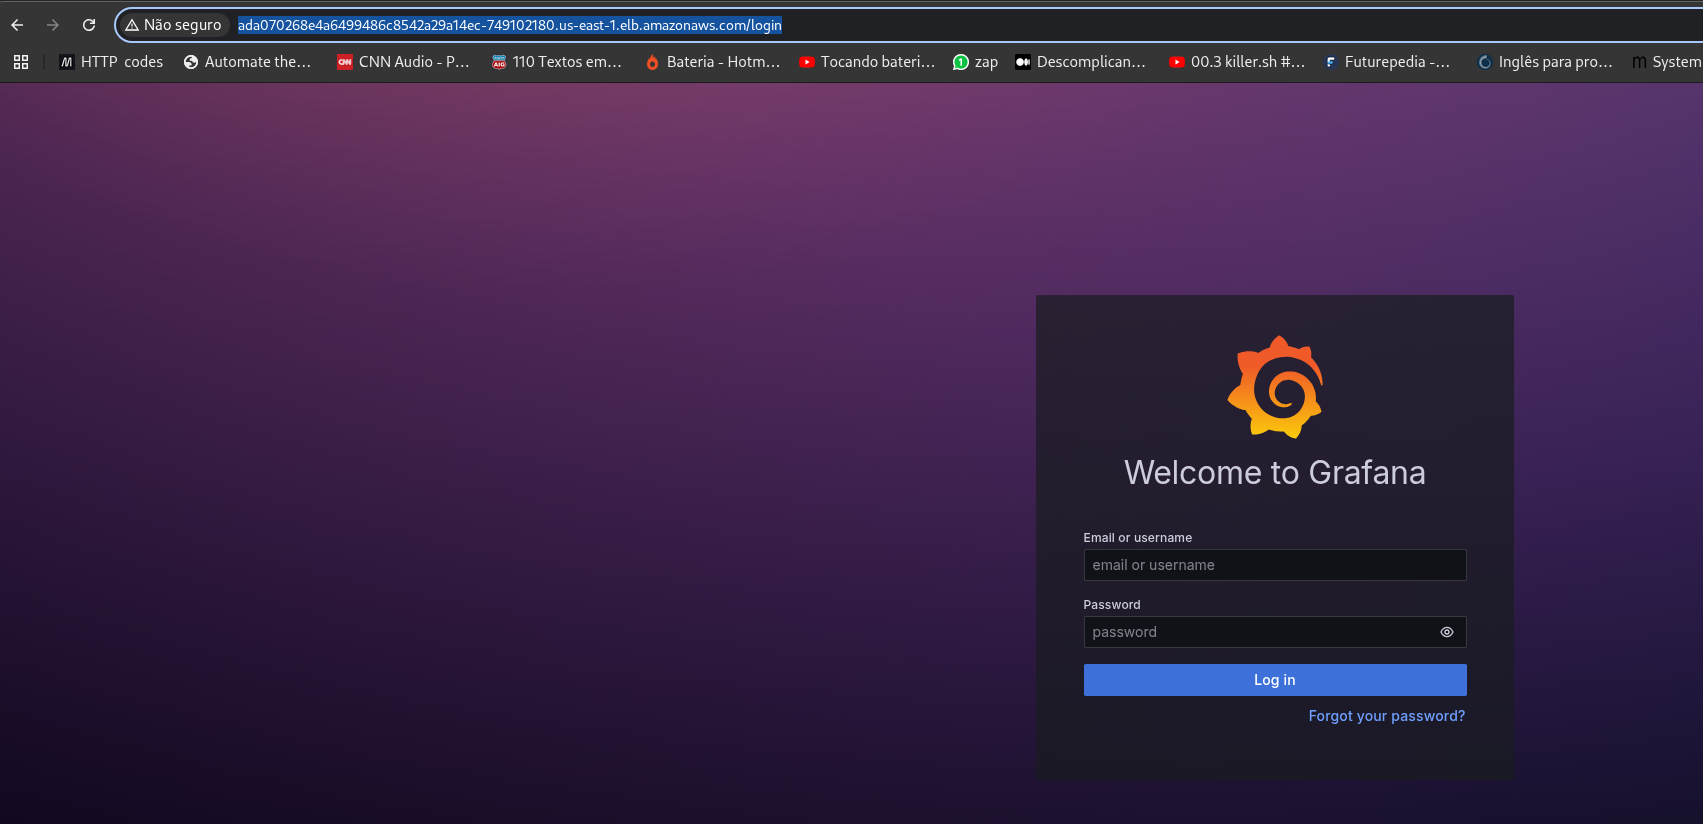 Não seguro ada070268e4a6499486c8542a29a14ec-749102180.us-east-1.elb.amazonaws.com/login
HTTP codes Automate the... CNN Audio - P... 110 Textos em... Bateria - Hotm... Tocando bateri... zap Descomplican... 00.3 killer.sh #... Futurepedia -... Inglês para pro... System
Welcome to Grafana
Email or username
email or username
Password
password
Log in
Forgot your password?